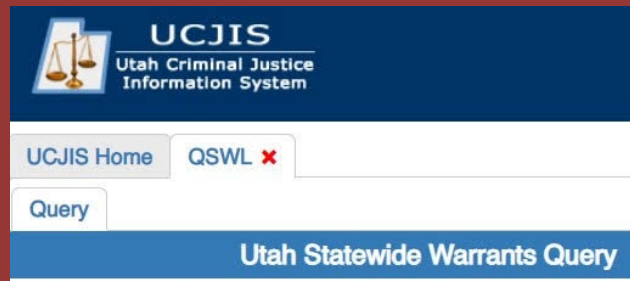 UCJIS
Utah Criminal Justice
Information System
UCJIS Home
QSWL ×
Query
Utah Statewide Warrants Query